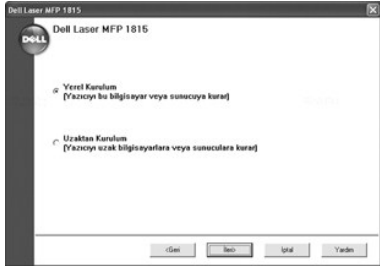 Dell Laser MFP 1815
DELL
Dell Laser MFP 1815
Yerel Kurulum
(Yazıcıyı bu bilgisayar veya sunucuya kurar)
Uzaktan Kurulum
(Yazıcıyı uzak bilgisayarlara veya sunuculara kurar)
<Geri İleri> İptal Yardım